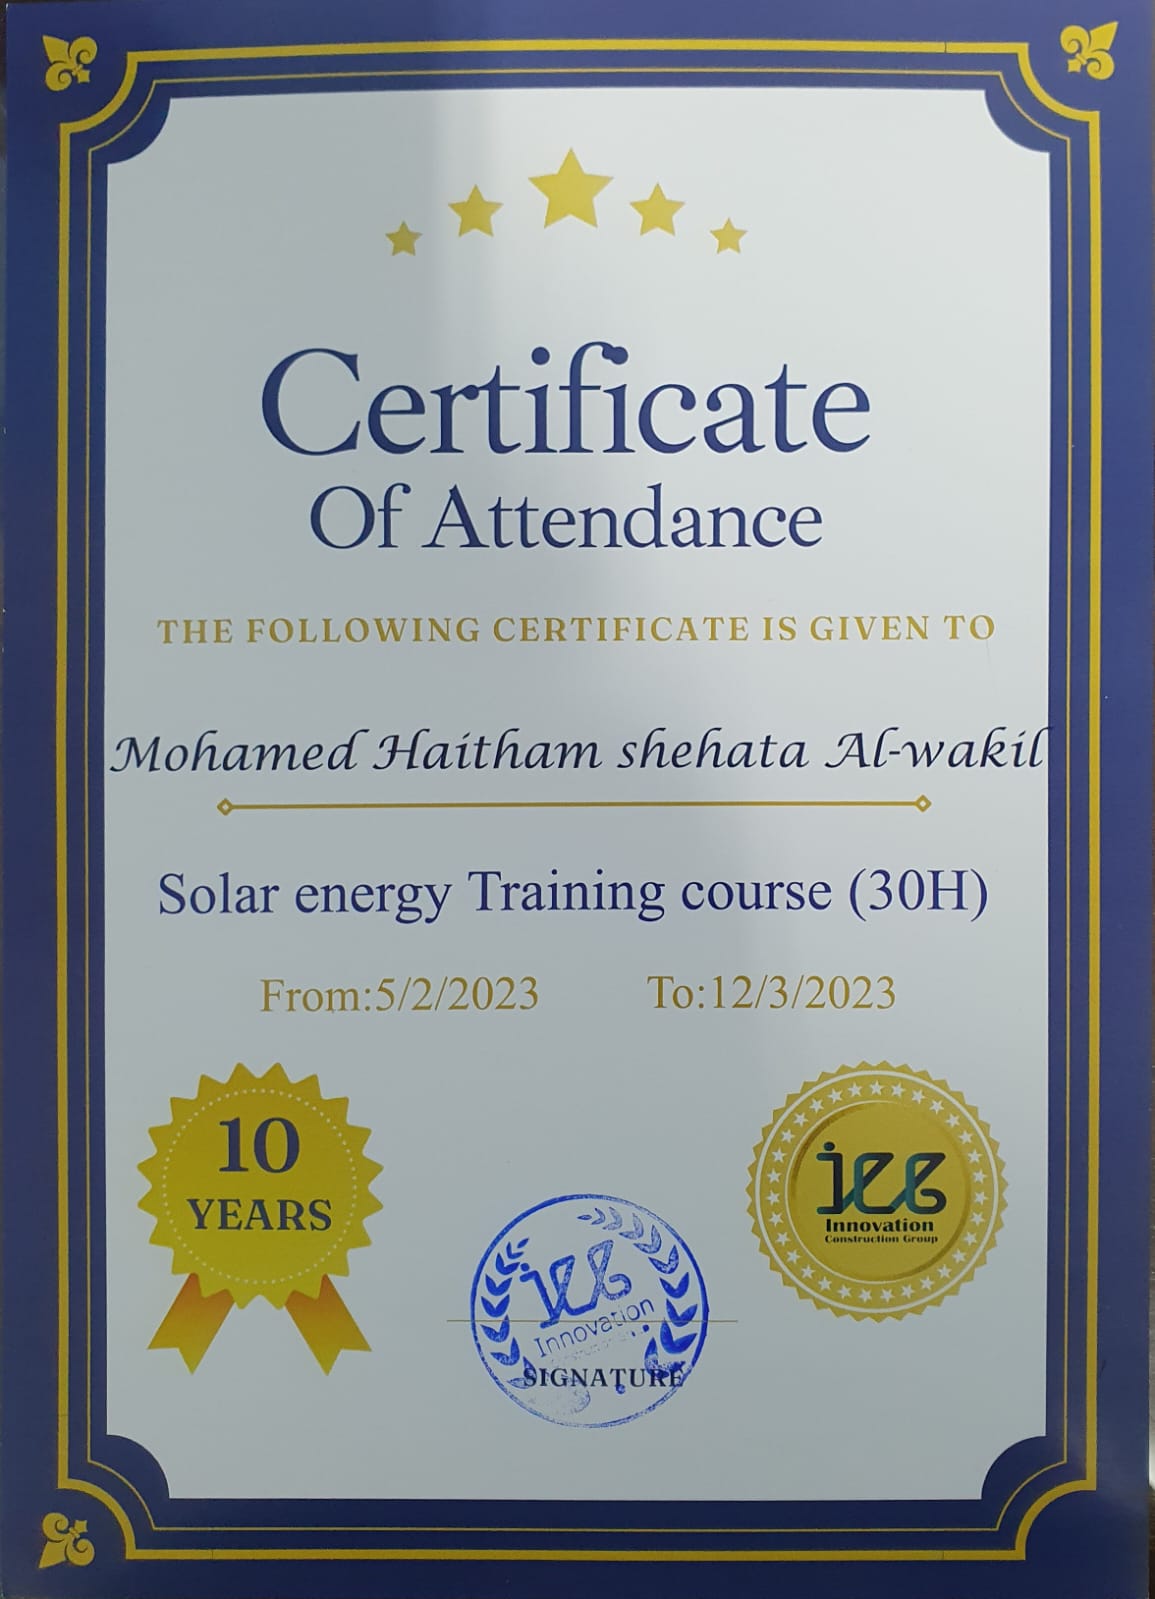 Certificate
Of Attendance
THE FOLLOWING CERTIFICATE IS GIVEN TO
Mohamed Haitham shehata Al-wakil
Solar energy Training course (30H)
From:5/2/2023 To:12/3/2023
10
YEARS
ICG
Innovation
Construction Group
ICG
Innovation
SIGNATURE